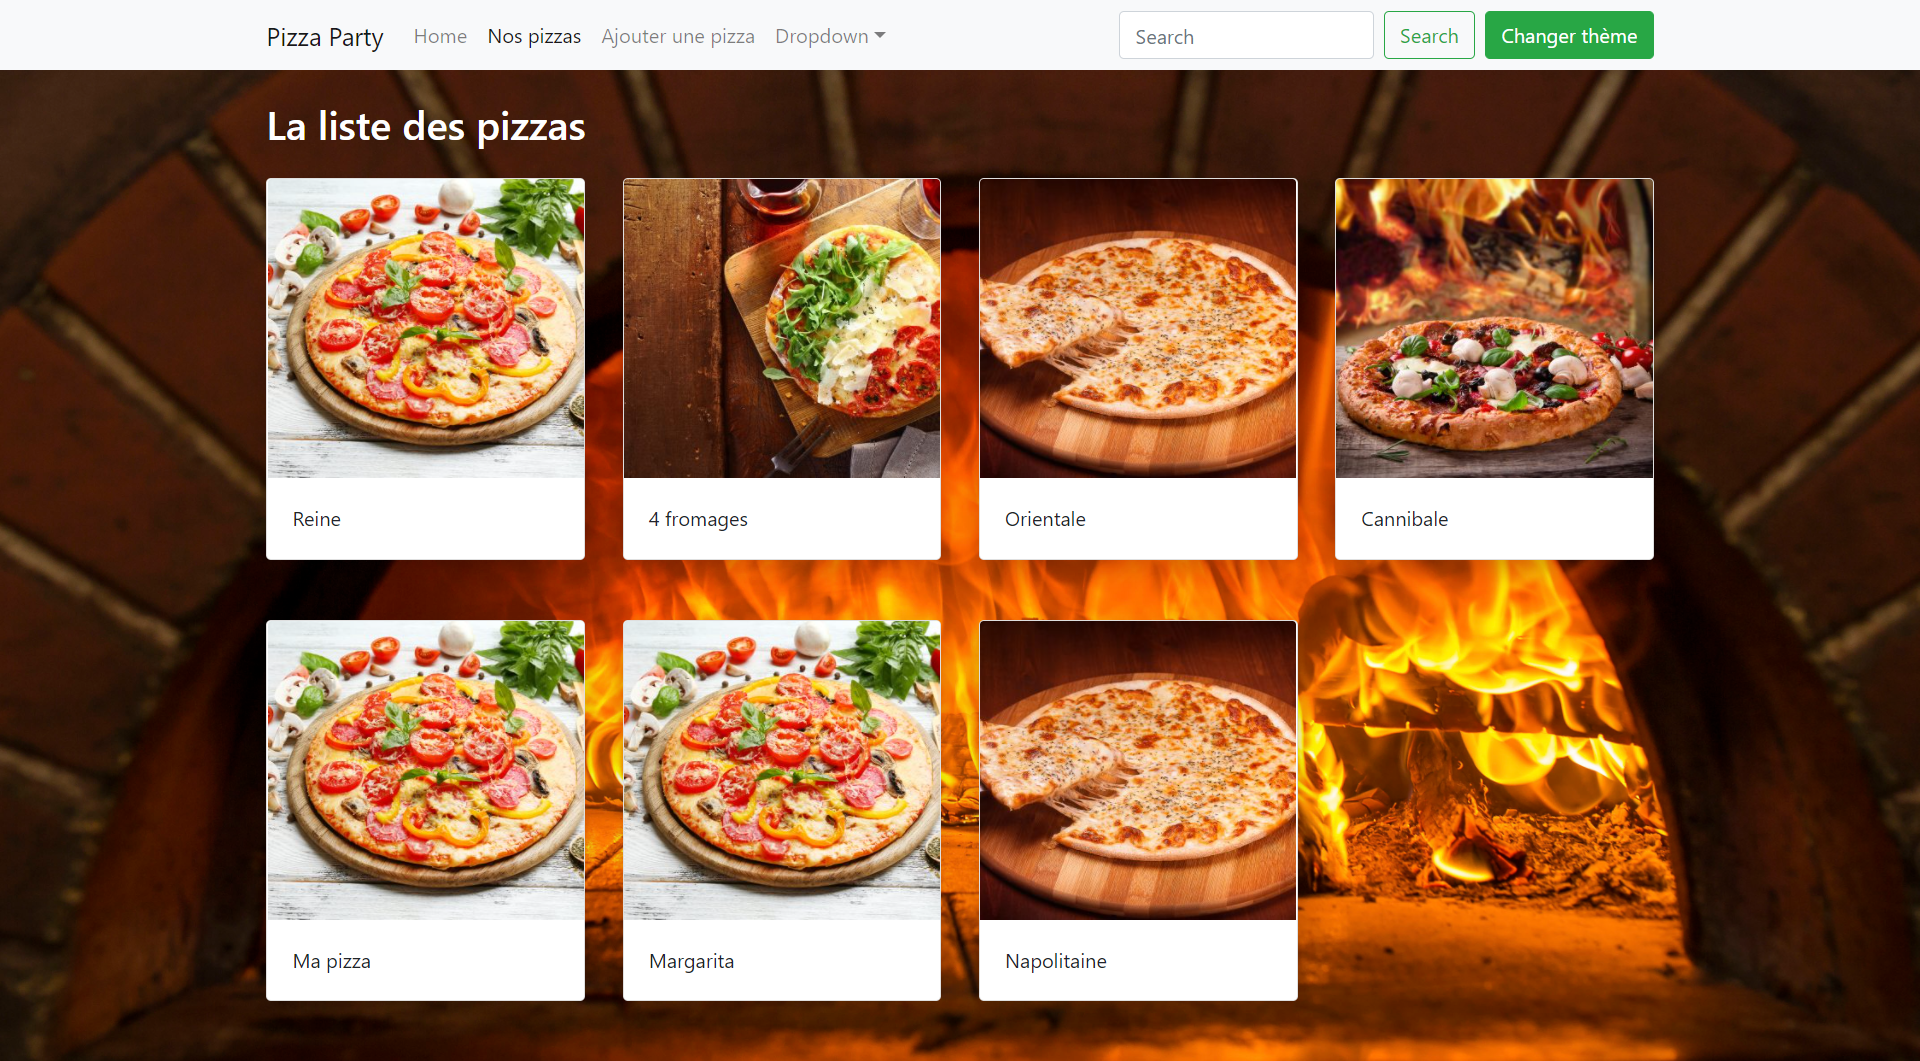 Pizza Party Home Nos pizzas Ajouter une pizza Dropdown Search Search Changer thème
La liste des pizzas
Reine 4 fromages Orientale Cannibale
Ma pizza Margarita Napolitaine